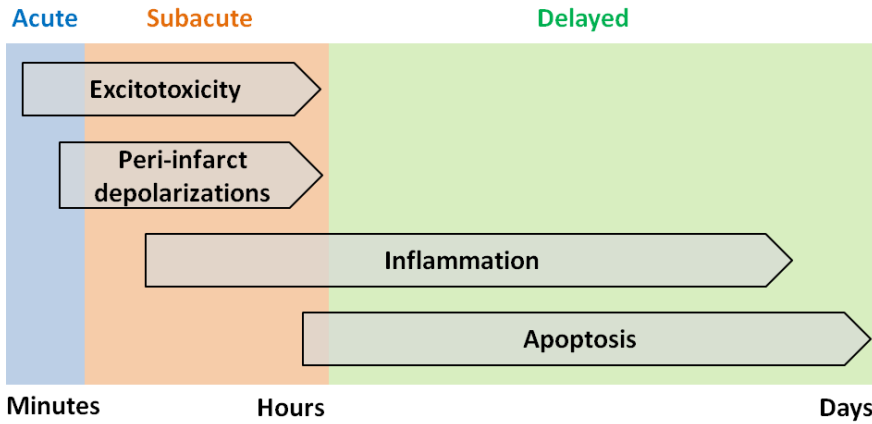 Acute Subacute Delayed
Excitotoxicity
Peri-infarct
depolarizations
Inflammation
Apoptosis
Minutes Hours Days